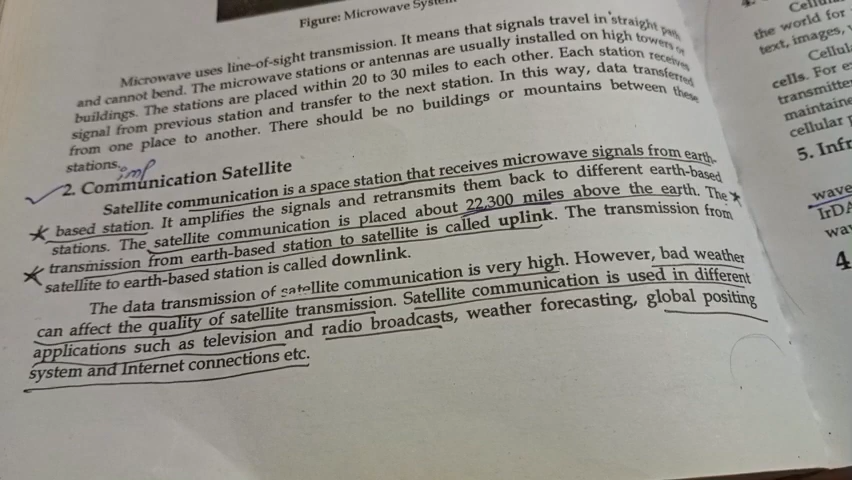 Figure: Microwave System
Microwave uses line-of-sight transmission. It means that signals travel in straight path
and cannot bend. The microwave stations or antennas are usually installed on high towers or
buildings. The stations are placed within 20 to 30 miles to each other. Each station receives
signal from previous station and transfer to the next station. In this way, data transferred
from one place to another. There should be no buildings or mountains between these
stations.
imp
2. Communication Satellite
Satellite communication is a space station that receives microwave signals from earth-
based station. It amplifies the signals and retransmits them back to different earth-based
stations. The satellite communication is placed about 22,300 miles above the earth. The
transmission from earth-based station to satellite is called uplink. The transmission from
satellite to earth-based station is called downlink.
The data transmission of satellite communication is very high. However, bad weather
can affect the quality of satellite transmission. Satellite communication is used in different
applications such as television and radio broadcasts, weather forecasting, global positing
system and Internet connections etc.
the world for
text, images,
cells. For
transmitte
maintaine
cellular
5. Infr
wave
IrDA
4